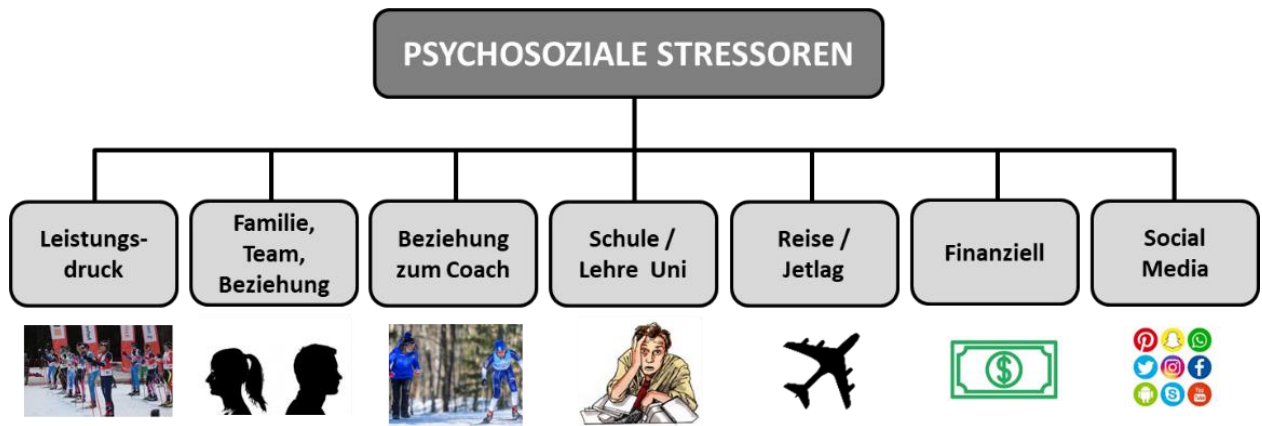 PSYCHOSOZIALE STRESSOREN
Leistungs-
druck
Familie,
Team,
Beziehung
Beziehung
zum Coach
Schule /
Lehre Uni
Reise /
Jetlag
Finanziell
Social
Media